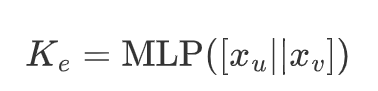 K_e = MLP([x_u||x_v])